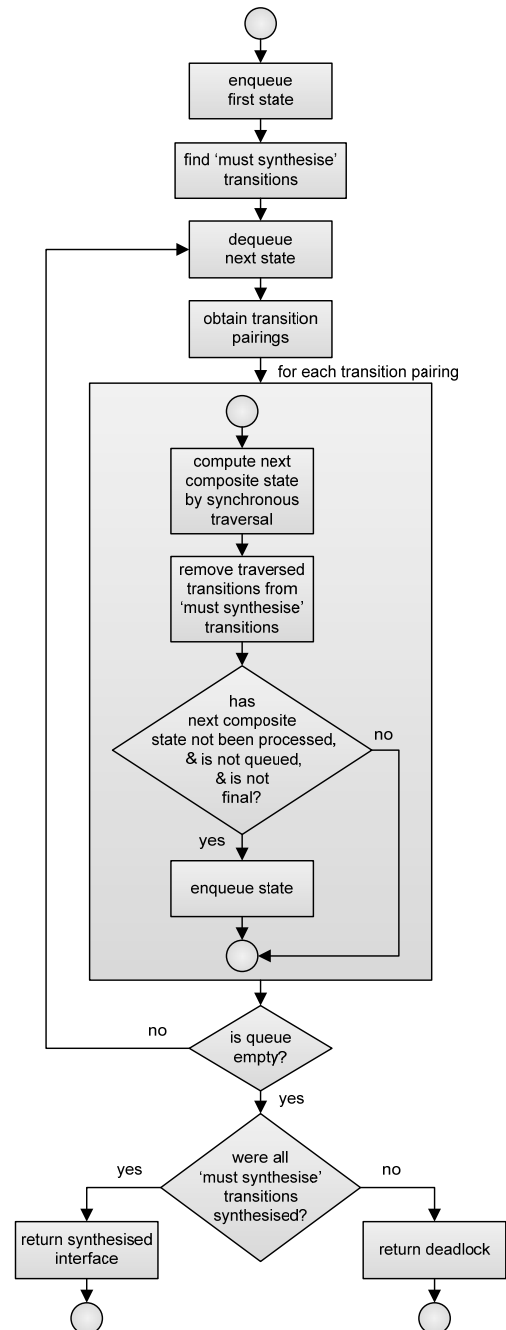 enqueue
first state
find ‘must synthesise’
transitions
dequeue
next state
obtain transition
pairings
for each transition pairing
compute next
composite state
by synchronous
traversal
remove traversed
transitions from
‘must synthesise’
transitions
has
next composite
state not been processed,
& is not queued,
& is not
final?
no
yes
enqueue state
is queue
empty?
no
yes
were all
‘must synthesise’
transitions
synthesised?
yes
no
return synthesised
interface
return deadlock